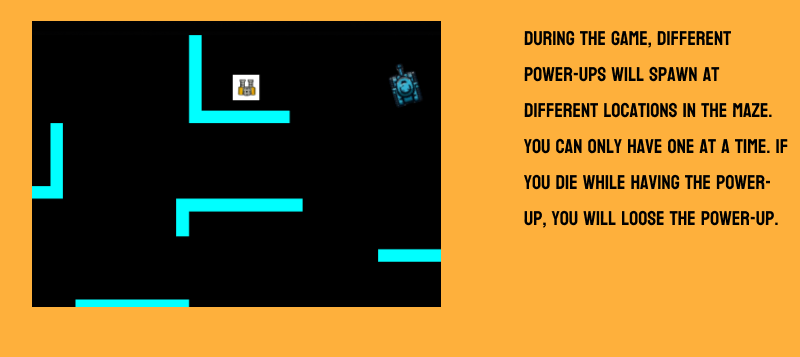 DURING THE GAME, DIFFERENT
POWER-UPS WILL SPAWN AT
DIFFERENT LOCATIONS IN THE MAZE.
YOU CAN ONLY HAVE ONE AT A TIME. IF
YOU DIE WHILE HAVING THE POWER-
UP, YOU WILL LOOSE THE POWER-UP.